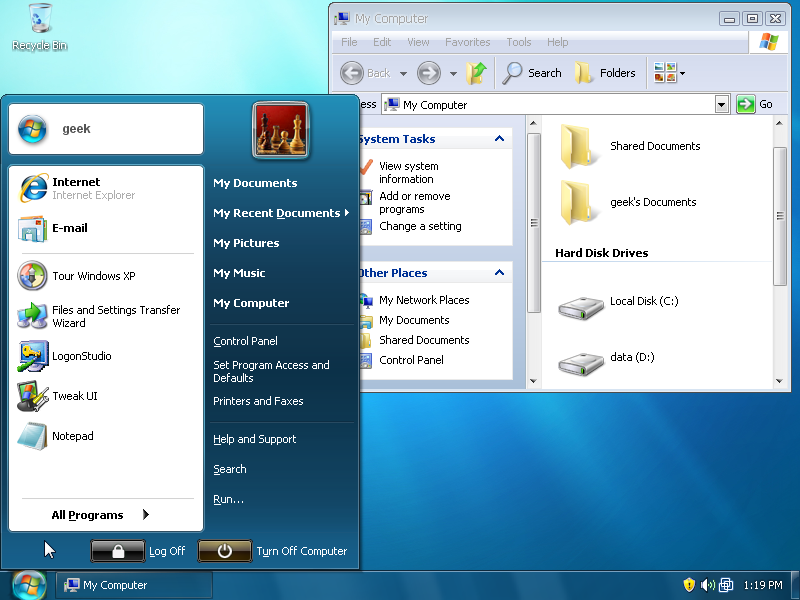 Recycle Bin
My Computer
File Edit View Favorites Tools Help
Back Search Folders
ess My Computer Go
System Tasks
View system
information
Add or remove
programs
Change a setting
Other Places
My Network Places
My Documents
Shared Documents
Control Panel
Shared Documents
geek's Documents
Hard Disk Drives
Local Disk (C:)
data (D:)
geek
Internet
Internet Explorer
E-mail
Tour Windows XP
Files and Settings Transfer
Wizard
LogonStudio
Tweak UI
Notepad
All Programs
My Documents
My Recent Documents
My Pictures
My Music
My Computer
Control Panel
Set Program Access and
Defaults
Printers and Faxes
Help and Support
Search
Run...
Log Off
Turn Off Computer
My Computer
1:19 PM